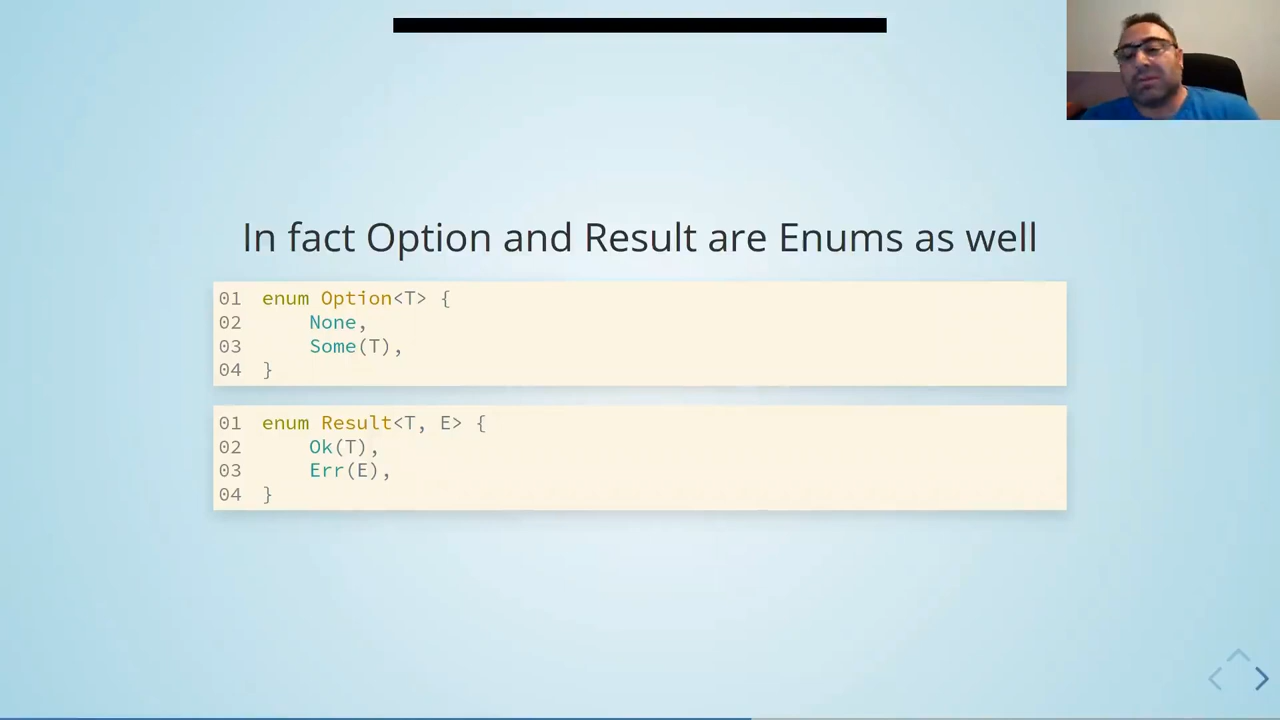 In fact Option and Result are Enums as well
01 enum Option<T> {
02     None,
03     Some(T),
04 }
01 enum Result<T, E> {
02     Ok(T),
03     Err(E),
04 }